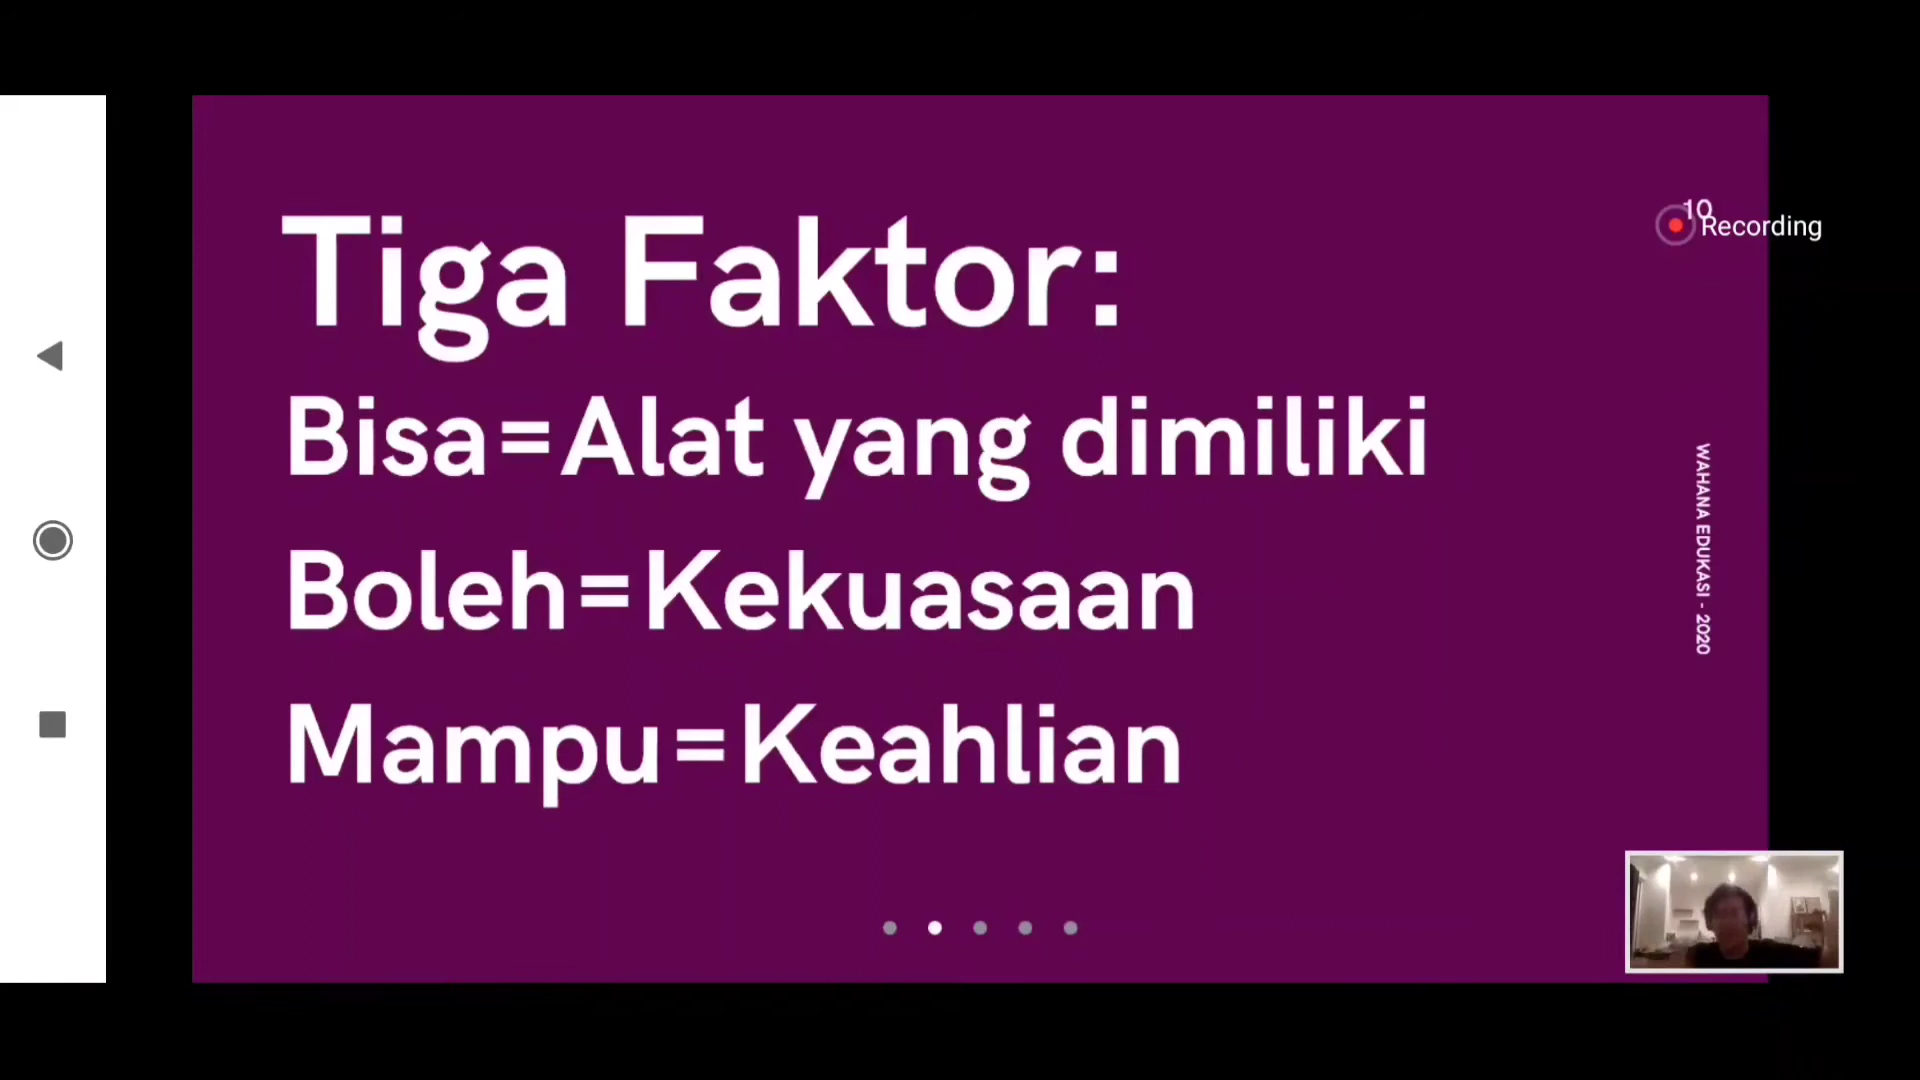 Tiga Faktor:
10
Recording
Bisa=Alat yang dimiliki
Boleh=Kekuasaan
Mampu=Keahlian
WAHANA EDUKASI - 2020